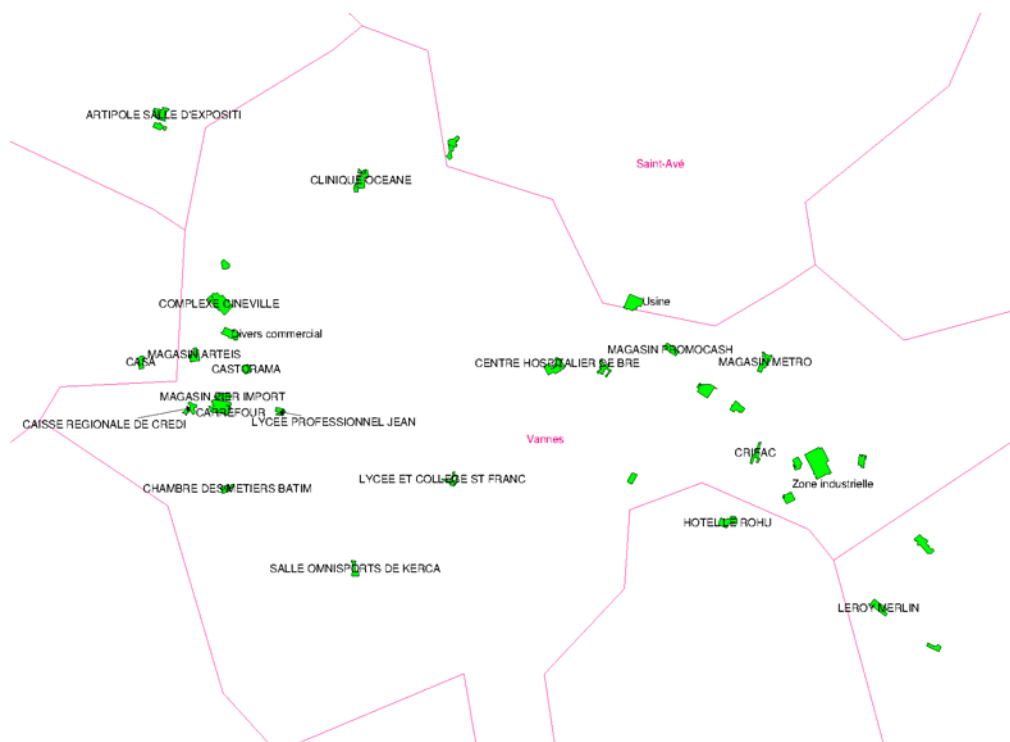 ARTIPOLE SALLE D'EXPOSITI
Saint-Avé
CLINIQUE OCEANE
COMPLEXE CINEVILLE
Usine
Divers commercial
MAGASIN ARTEIS
MAGASIN PROMOCASH
CASA
CASTORAMA
CENTRE HOSPITALIER DE BRE
MAGASIN METRO
MAGASIN VIER IMPORT
CARREFOUR
CAISSE REGIONALE DE CREDI
LYCEE PROFESSIONNEL JEAN
Vannes
CRIFAC
LYCEE ET COLLEGE ST FRANC
Zone industrielle
CHAMBRE DES METIERS BATIM
HOTEL LE ROHU
SALLE OMNISPORTS DE KERCA
LEROY MERLIN